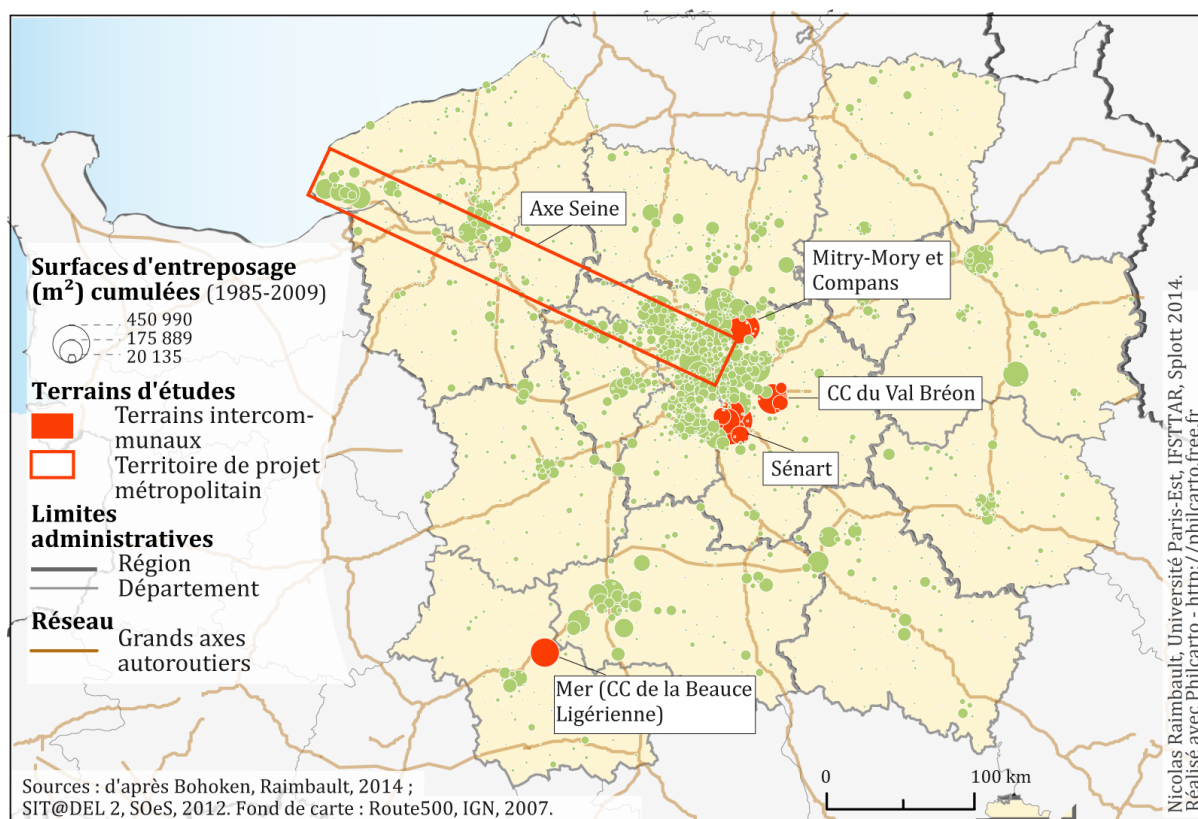 Axe Seine
Mitry-Mory et
Compans
CC du Val Bréon
Sénart
Mer (CC de la Beauce
Ligérienne)
Surfaces d'entreposage
(m²) cumulées (1985-2009)
450 990
175 889
20 135
Terrains d'études
Terrains intercom-
munaux
Territoire de projet
métropolitain
Limites
administratives
Région
Département
Réseau
Grands axes
autoroutiers
Sources : d'après Bohoken, Raimbault, 2014 ;
SIT@DEL 2, SOeS, 2012. Fond de carte : Route500, IGN, 2007.
0
100 km
Nicolas Raimbault, Université Paris-Est, IFSTTAR, Splott 2014.
Réalisé avec Philcarto - http://philcarto.free.fr